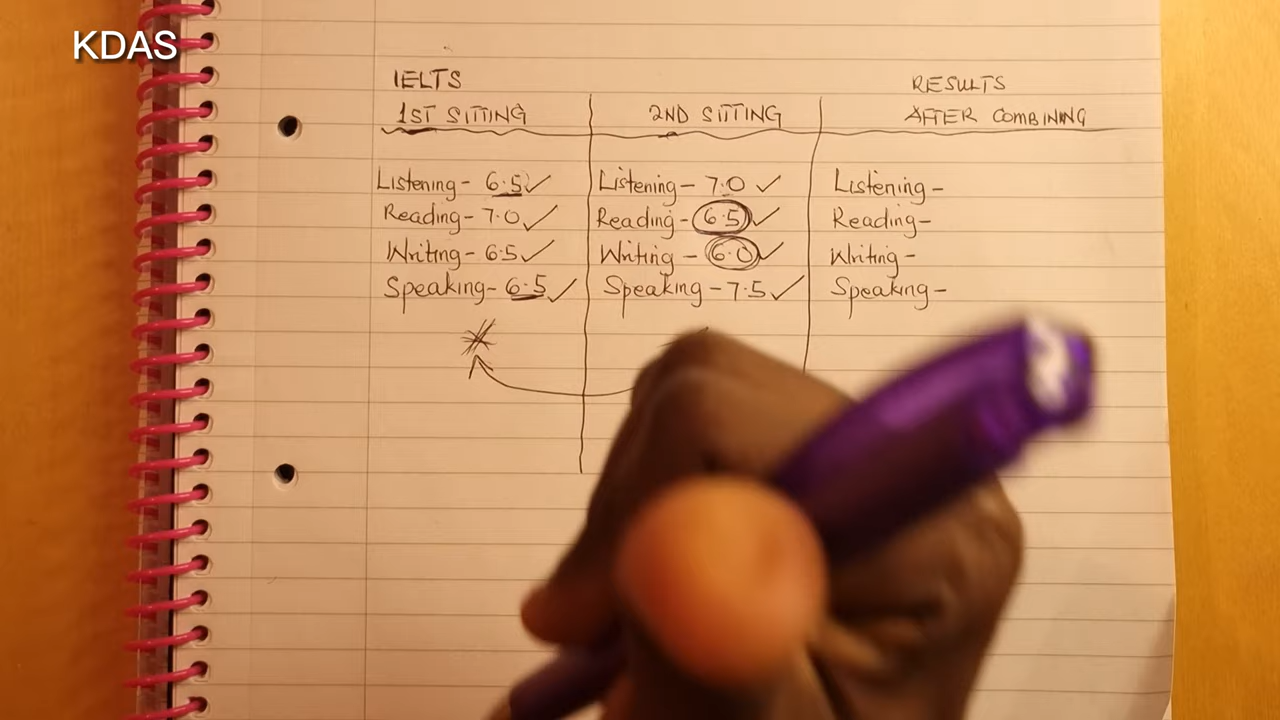 KDAS
IELTS
1ST SITTING
Listening - 6.5✓
Reading - 7.0✓
Writing - 6.5✓
Speaking - 6.5✓
2ND SITTING
Listening - 7.0 ✓
Reading - 6.5✓
Writing - 6.0✓
Speaking - 7.5✓
RESULTS
AFTER COMBINING
Listening -
Reading -
Writing -
Speaking -